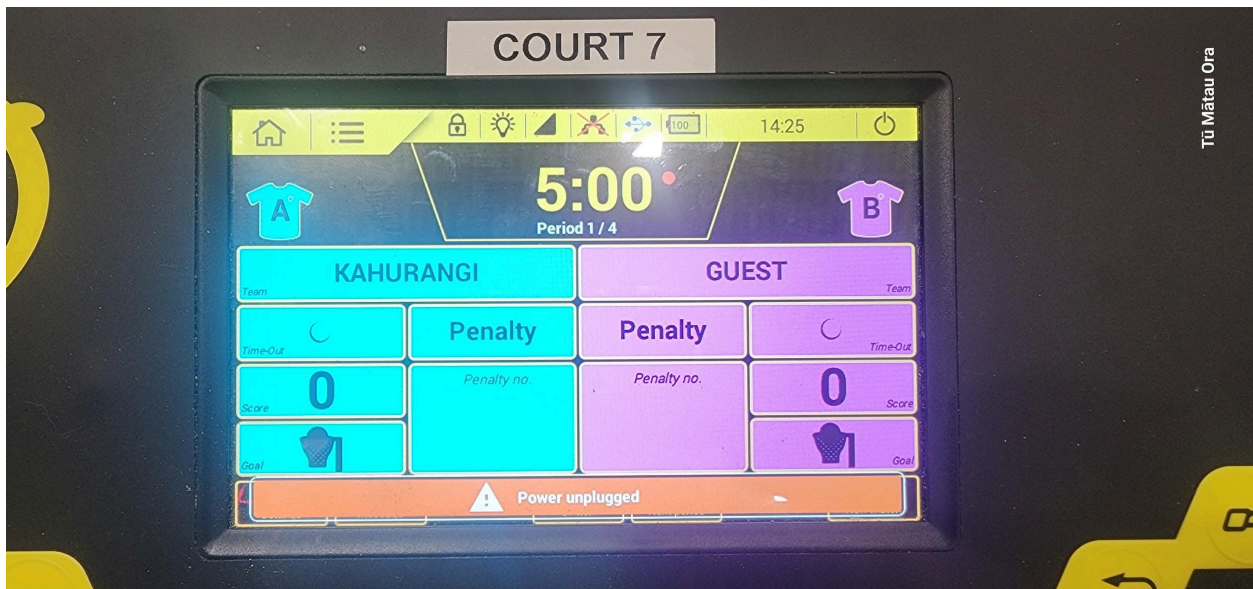 COURT 7
Tū Mātau Ora
100
14:25
5:00
Period 1 / 4
A
B
KAHURANGI
Team
GUEST
Team
Time-Out
Penalty
Penalty
Time-Out
0
Score
Penalty no.
Penalty no.
0
Score
Goal
Goal
Power unplugged